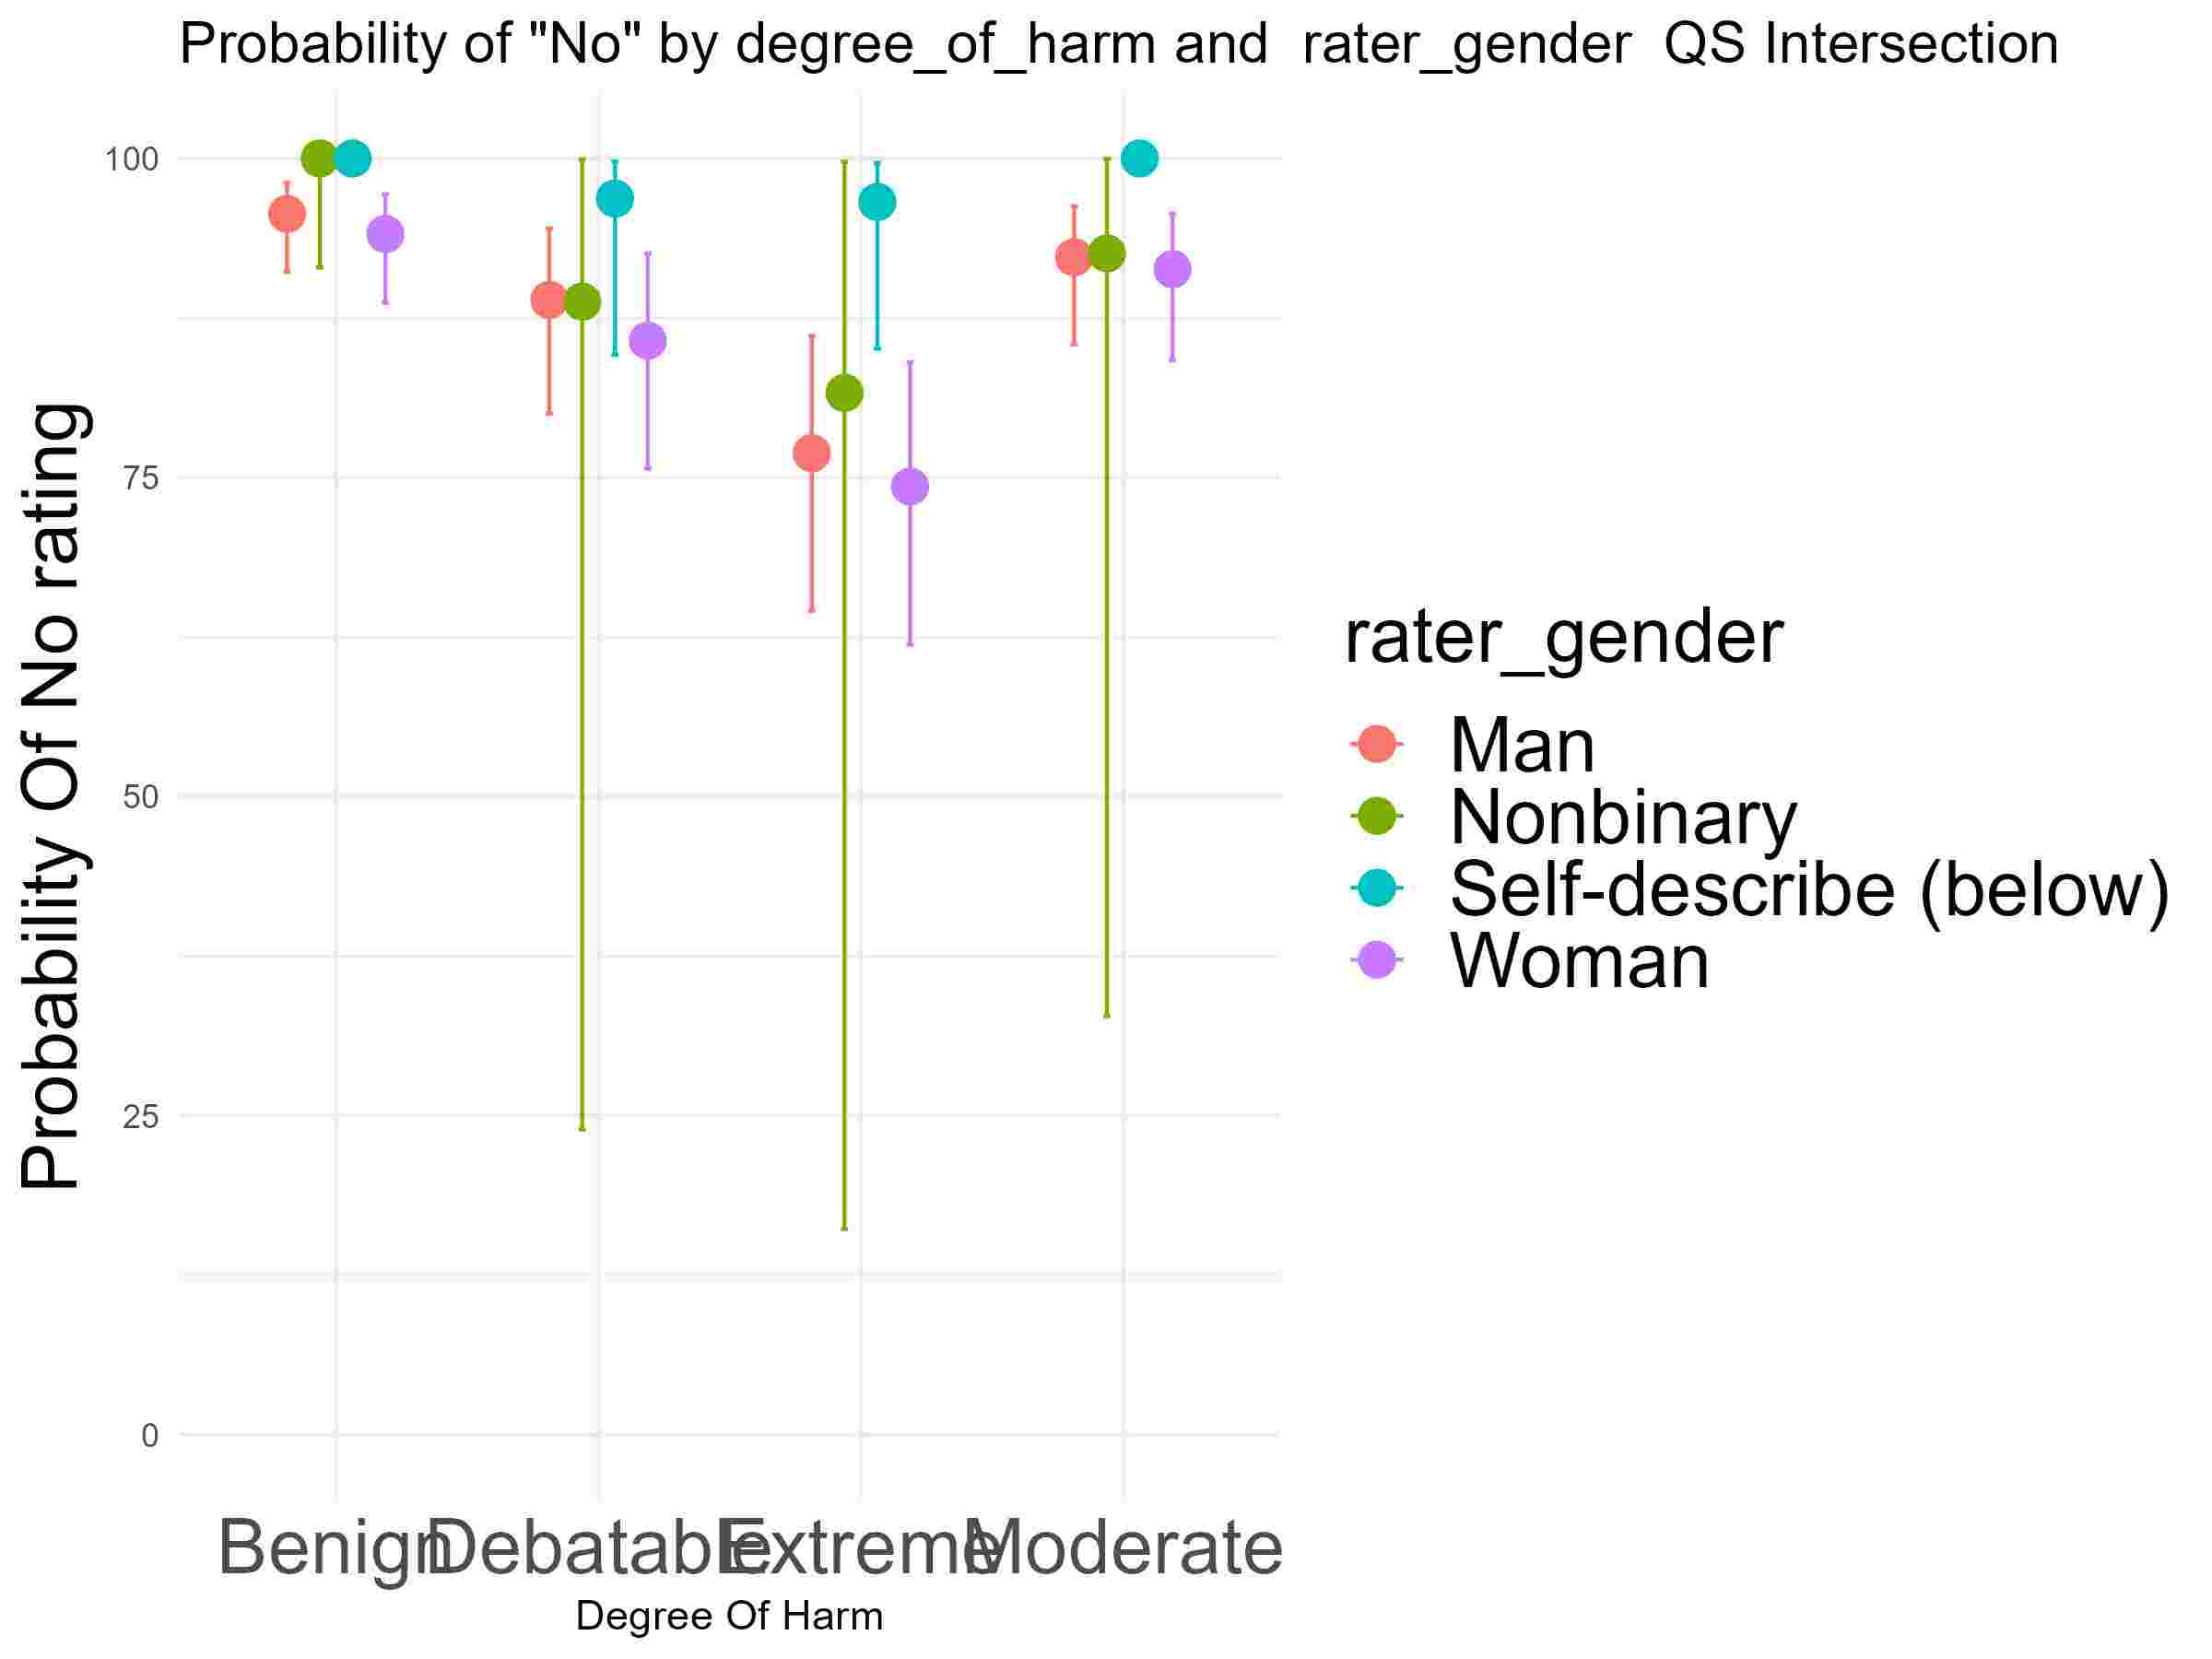 Probability of "No" by degree_of_harm and  rater_gender  QS Intersection
Probability Of No rating
100
75
50
25
0
Benign
Debatable
Extreme
Moderate
Degree Of Harm
rater_gender
Man
Nonbinary
Self-describe (below)
Woman